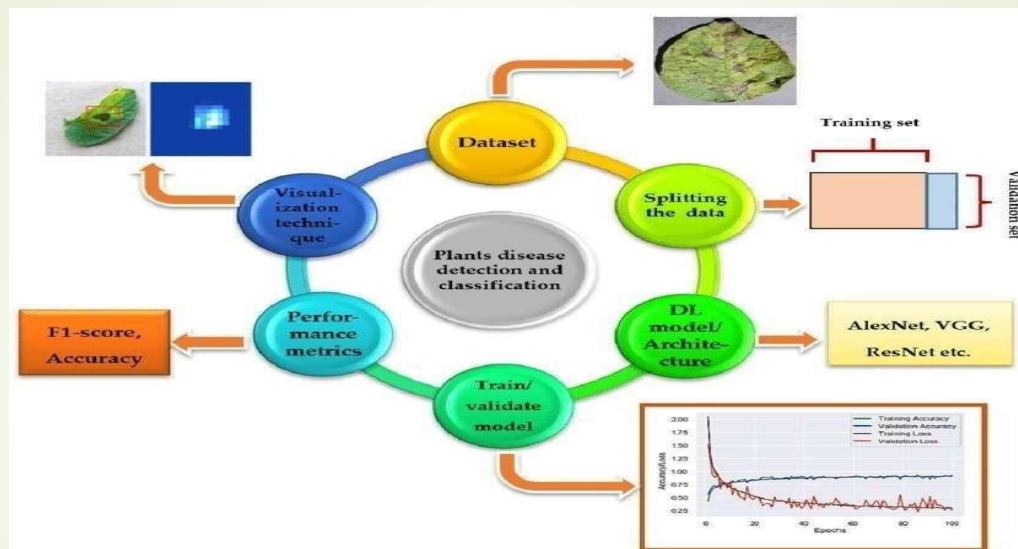 Dataset
Training set
Splitting
the data
Validation set
Visual-
ization
techni-
que
Plants disease
detection and
classification
Perfor-
mance
metrics
F1-score,
Accuracy
DL
model/
Archite-
cture
AlexNet, VGG,
ResNet etc.
Train/
validate
model
Training Accuracy
Validation Accuracy
Training Loss
Validation Loss
Accuracy/Loss
2.00
1.75
1.50
1.25
1.00
0.75
0.50
0.25
0
20
40
60
80
100
Epochs